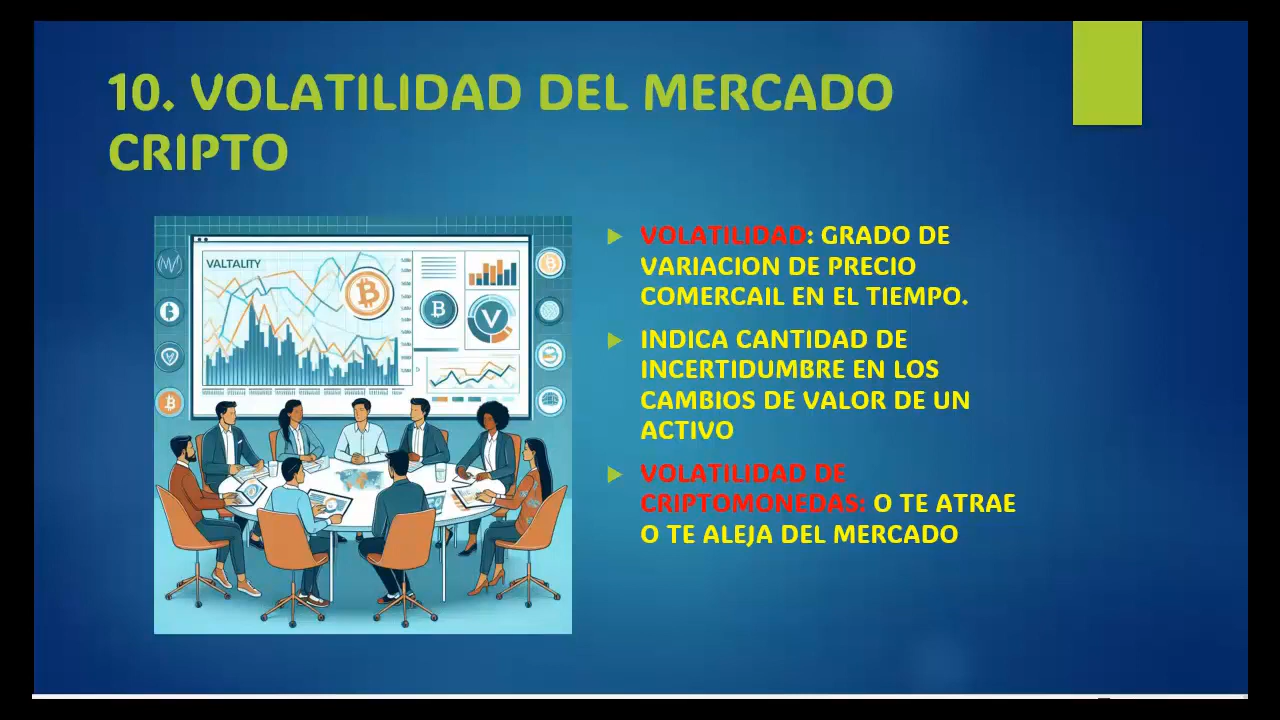 10. VOLATILIDAD DEL MERCADO
CRIPTO
VALTALITY
VOLATILIDAD: GRADO DE
VARIACION DE PRECIO
COMERCAIL EN EL TIEMPO.
INDICA CANTIDAD DE
INCERTIDUMBRE EN LOS
CAMBIOS DE VALOR DE UN
ACTIVO
VOLATILIDAD DE
CRIPTOMONEDAS: O TE ATRAE
O TE ALEJA DEL MERCADO